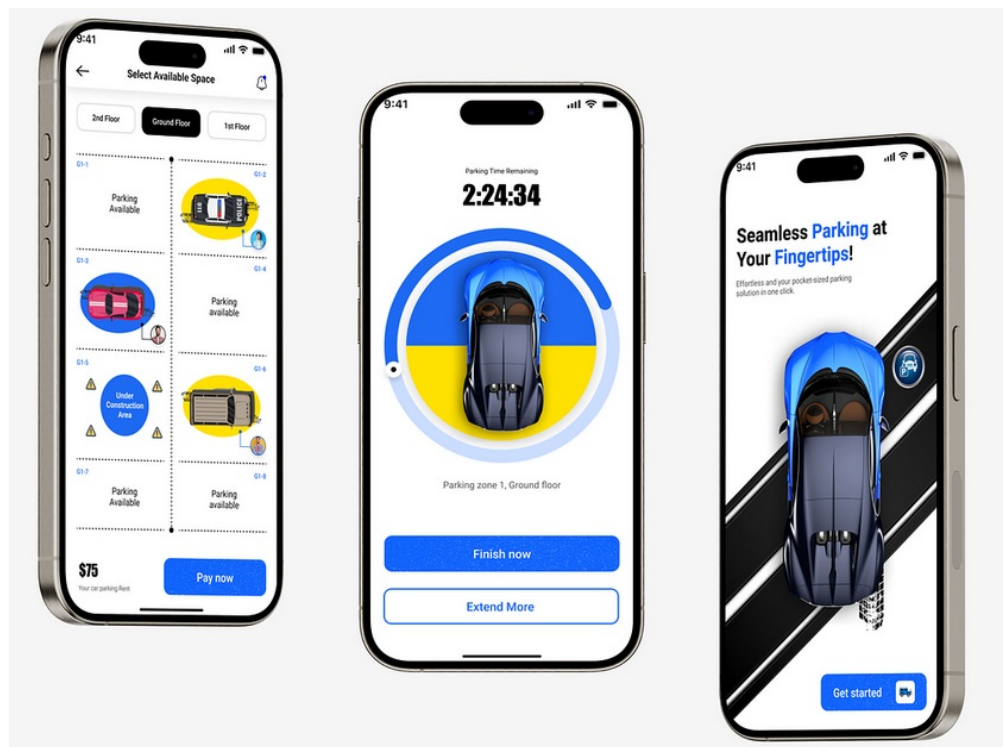 9:41
Select Available Space
2nd Floor
Ground Floor
1st Floor
G1-1
Parking
Available
G1-2
POLICE
G1-3
G1-4
Parking
available
G1-5
Under
Construction
Area
G1-6
G1-7
Parking
Available
G1-8
Parking
available
$75
Your car parking Rent
Pay now
9:41
Parking Time Remaining
2:24:34
Parking zone 1, Ground floor
Finish now
Extend More
9:41
Seamless Parking at
Your Fingertips!
Effortless and your pocket-sized parking
solution in one click.
P
Get started